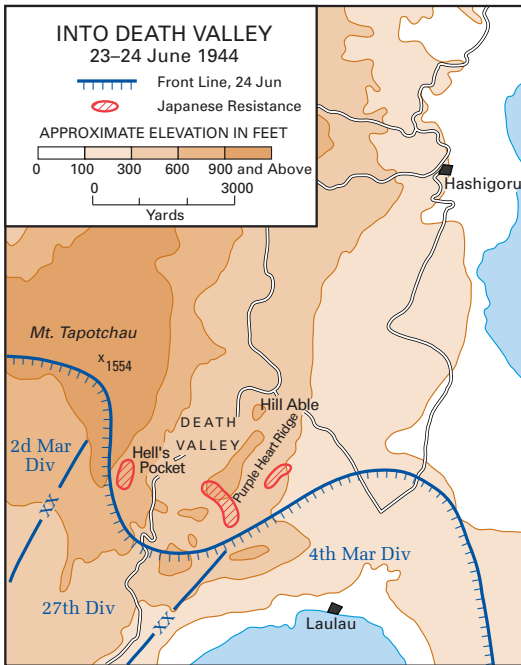 INTO DEATH VALLEY
23–24 June 1944
Front Line, 24 Jun
Japanese Resistance
APPROXIMATE ELEVATION IN FEET
0 100 300 600 900 and Above
0 3000
Yards
Hashigoru
Mt. Tapotchau
x 1554
Hill Able
DEATH
VALLEY
2d Mar
Div
Hell's
Pocket
Purple Heart Ridge
XX
4th Mar Div
27th Div
XX
Laulau